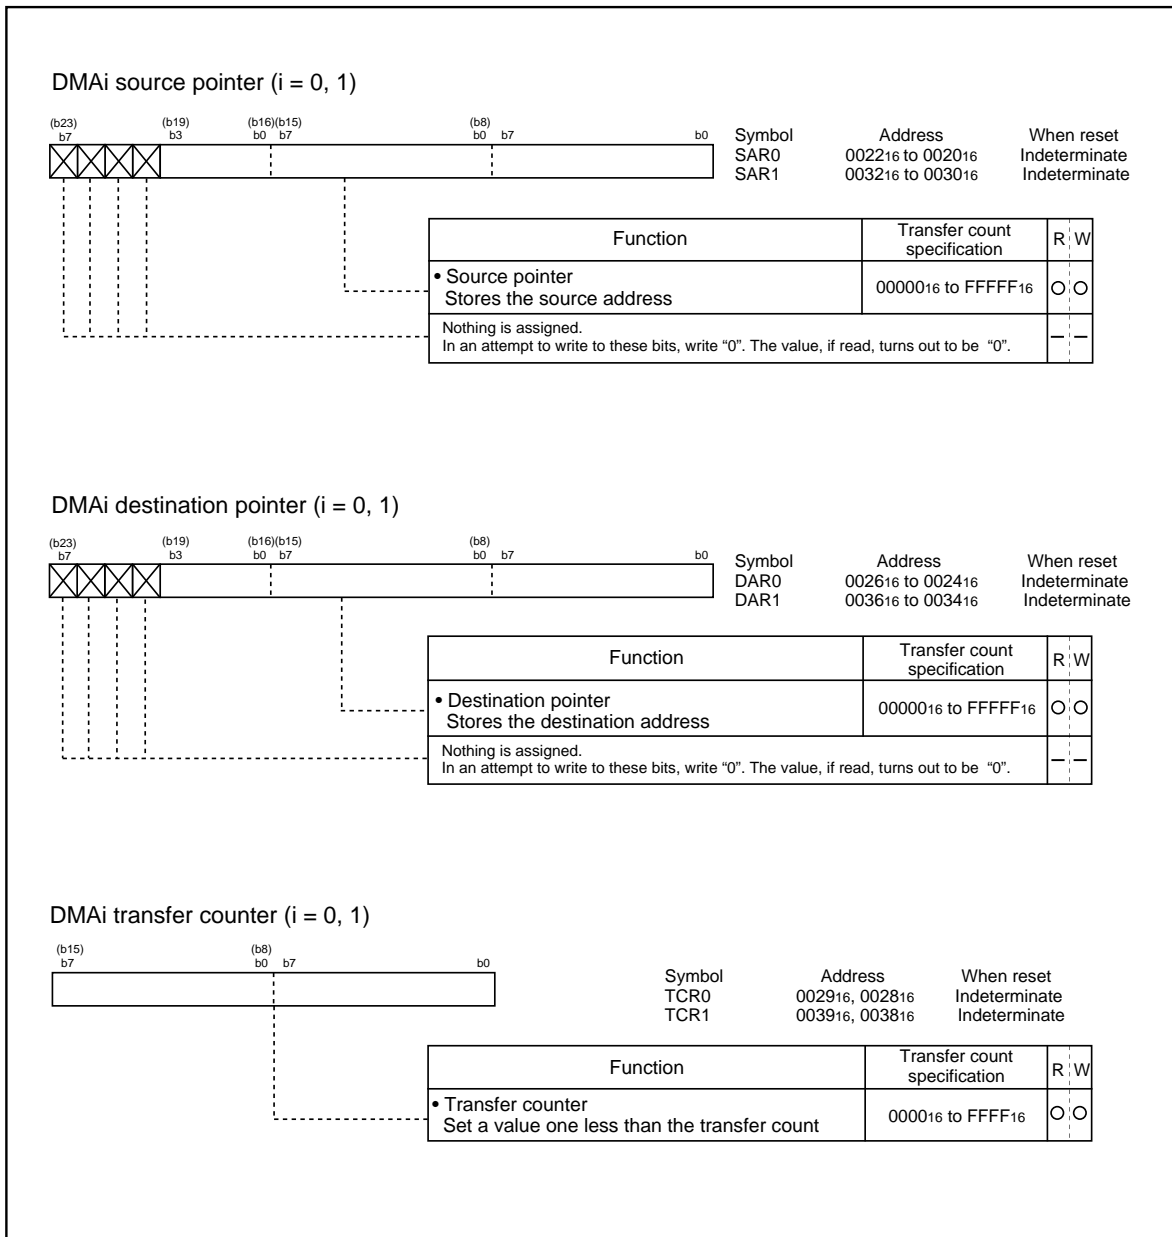 DMAi source pointer (i = 0, 1)
(b23) (b19) (b16)(b15) (b8)
b7 b3 b0 b7 b0 b7 b0
Symbol Address When reset
SAR0 002216 to 002016 Indeterminate
SAR1 003216 to 003016 Indeterminate
Function Transfer count specification R W
• Source pointer
Stores the source address
0000016 to FFFFF16
Nothing is assigned.
In an attempt to write to these bits, write “0”. The value, if read, turns out to be “0”.
DMAi destination pointer (i = 0, 1)
(b23) (b19) (b16)(b15) (b8)
b7 b3 b0 b7 b0 b7 b0
Symbol Address When reset
DAR0 002616 to 002416 Indeterminate
DAR1 003616 to 003416 Indeterminate
Function Transfer count specification R W
• Destination pointer
Stores the destination address
0000016 to FFFFF16
Nothing is assigned.
In an attempt to write to these bits, write “0”. The value, if read, turns out to be “0”.
DMAi transfer counter (i = 0, 1)
(b15) (b8)
b7 b0 b7 b0
Symbol Address When reset
TCR0 002916, 002816 Indeterminate
TCR1 003916, 003816 Indeterminate
Function Transfer count specification R W
• Transfer counter
Set a value one less than the transfer count
000016 to FFFF16